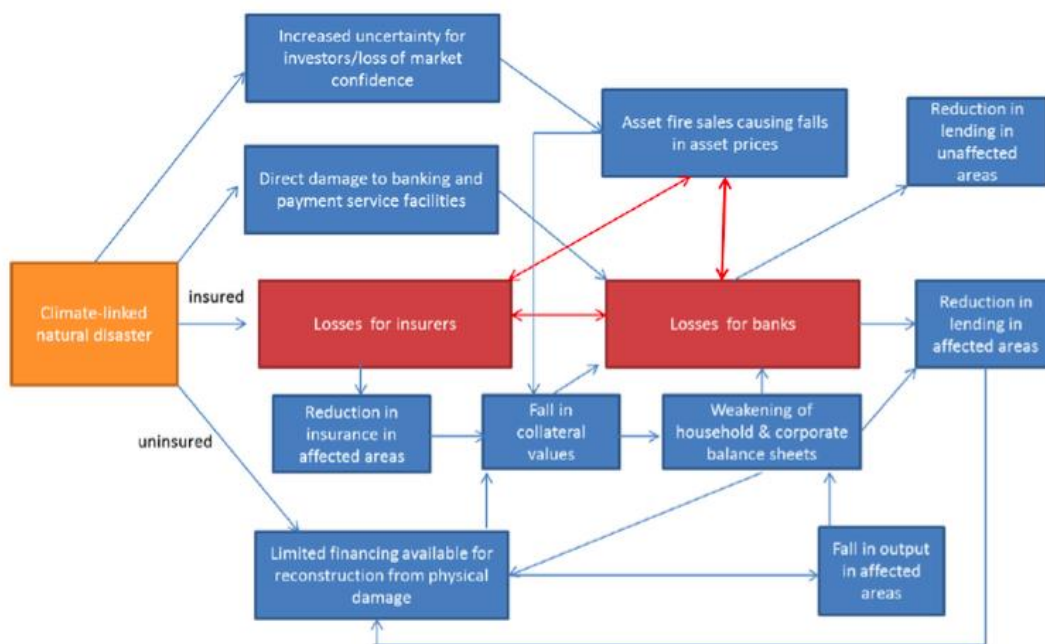 Increased uncertainty for
investors/loss of market
confidence
Asset fire sales causing falls
in asset prices
Reduction in
lending in
unaffected
areas
Direct damage to banking and
payment service facilities
Climate-linked
natural disaster
insured
Losses for insurers
Losses for banks
Reduction in
lending in
affected areas
uninsured
Reduction in
insurance in
affected areas
Fall in
collateral
values
Weakening of
household & corporate
balance sheets
Limited financing available for
reconstruction from physical
damage
Fall in output
in affected
areas